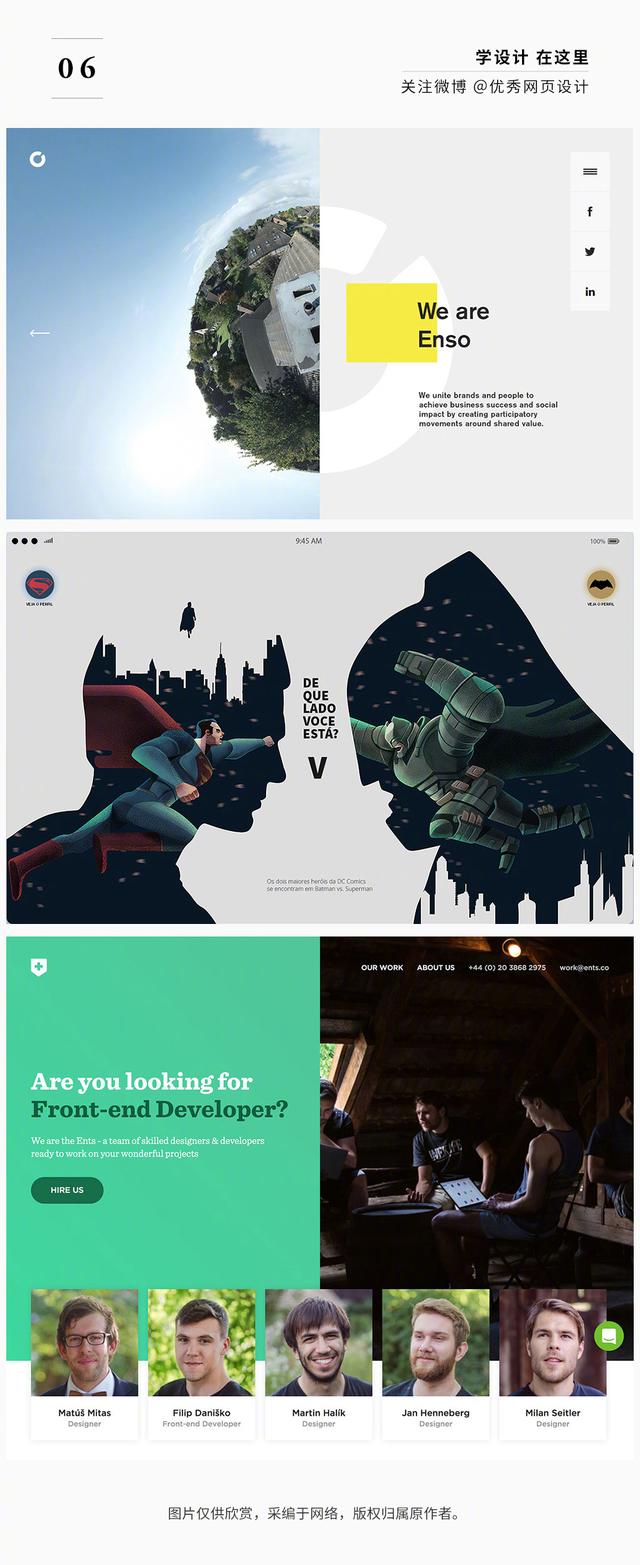 06
学设计 在这里
关注微博 @优秀网页设计
We are
Enso
We unite brands and people to
achieve business success and social
impact by creating participatory
movements around shared value.
9:45 AM
100%
VEJA O PERFIL
VEJA O PERFIL
DE
QUE
LADO
VOCE
ESTÁ?
V
Os dois maiores heróis da DC Comics
se encontram em Batman vs. Superman
OUR WORK ABOUT US +44 (0) 20 3868 2975 work@ents.co
Are you looking for
Front-end Developer?
We are the Ents - a team of skilled designers & developers
ready to work on your wonderful projects
HIRE US
Matúš Mitas
Designer
Filip Daniško
Front-end Developer
Martin Halík
Designer
Jan Henneberg
Designer
Milan Seitler
Designer
图片仅供欣赏，采编于网络，版权归属原作者。